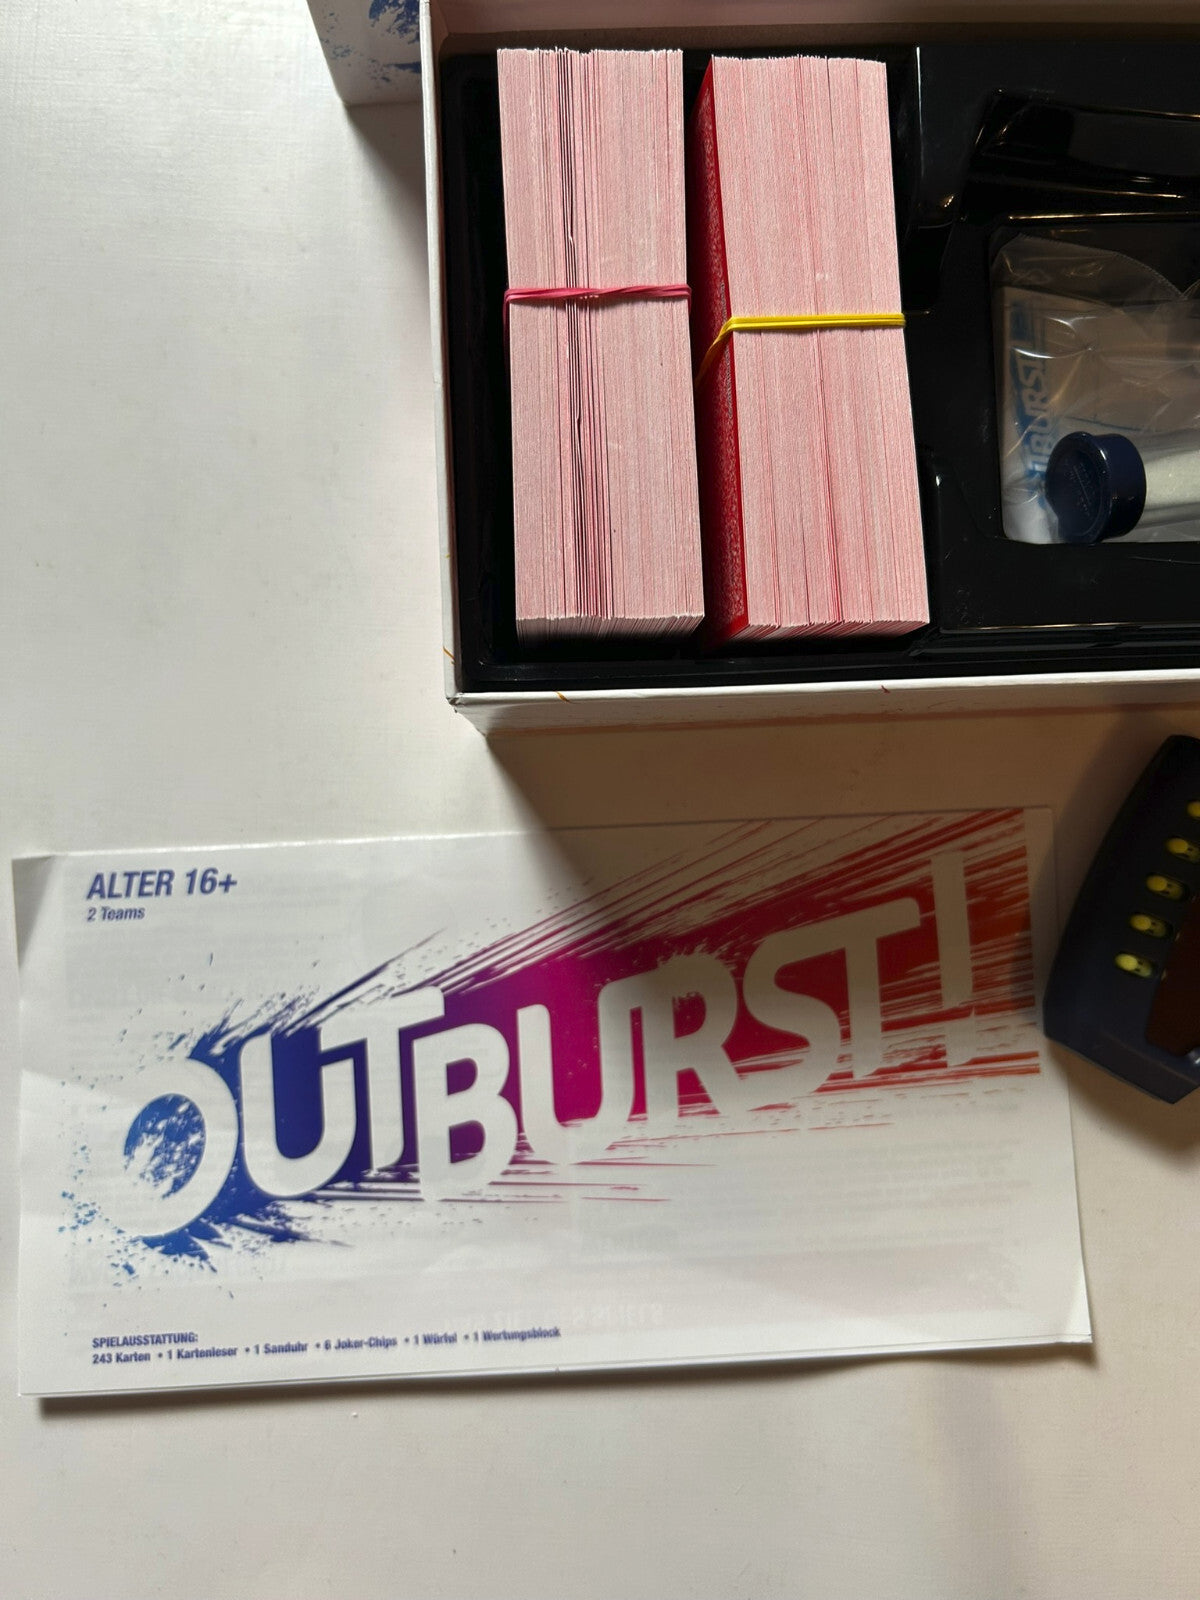 OUTBURST
ALTER 16+
2 Teams
OUTBURST!
SPIELAUSSTATTUNG:
243 Karten • 1 Kartenleser • 1 Sanduhr • 6 Joker-Chips • 1 Würfel • 1 Wertungsblock